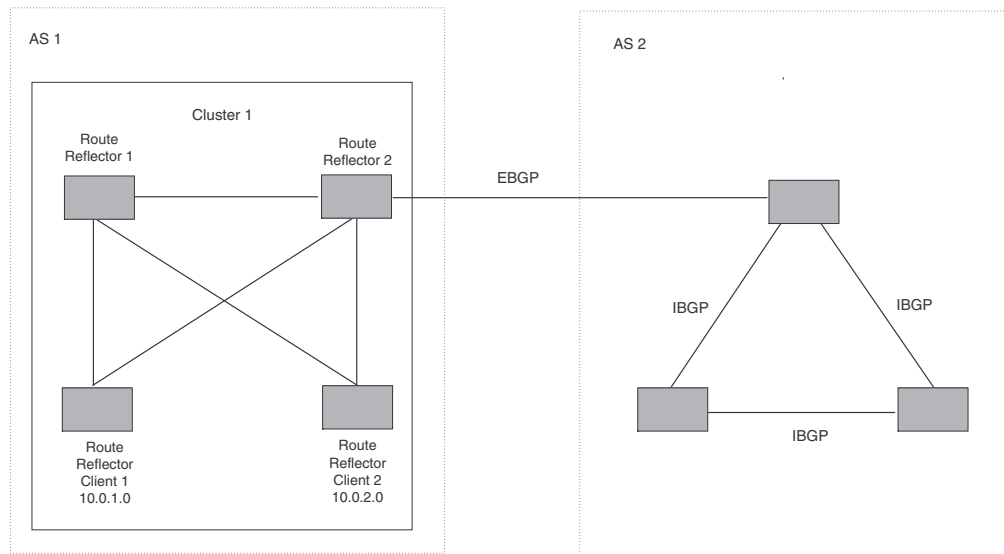 AS 1
AS 2
Cluster 1
Route
Reflector 1
Route
Reflector 2
EBGP
IBGP
IBGP
IBGP
Route
Reflector
Client 1
10.0.1.0
Route
Reflector
Client 2
10.0.2.0